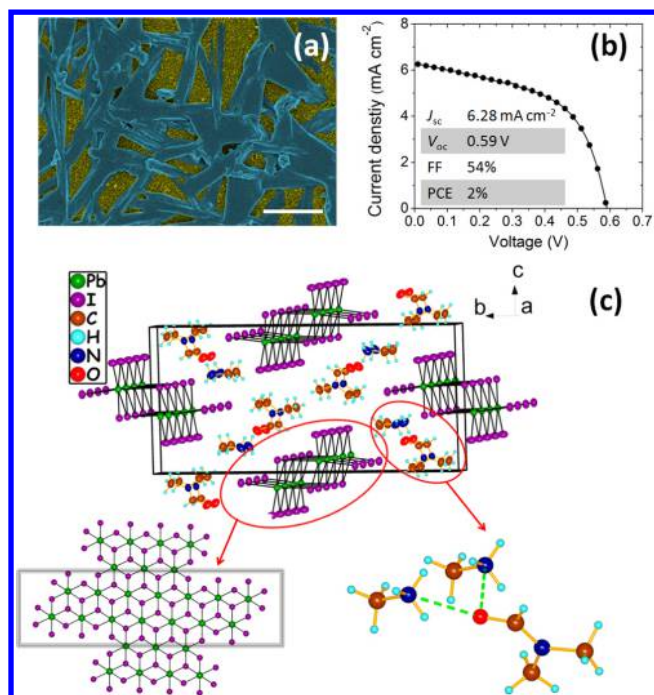 (a)
(b)
Current denstiy (mA cm⁻²)
8
6
4
2
0
Jsc 6.28 mA cm⁻²
Voc 0.59 V
FF 54%
PCE 2%
0.0 0.1 0.2 0.3 0.4 0.5 0.6 0.7
Voltage (V)
(c)
Pb
I
C
H
N
O
c
b
a